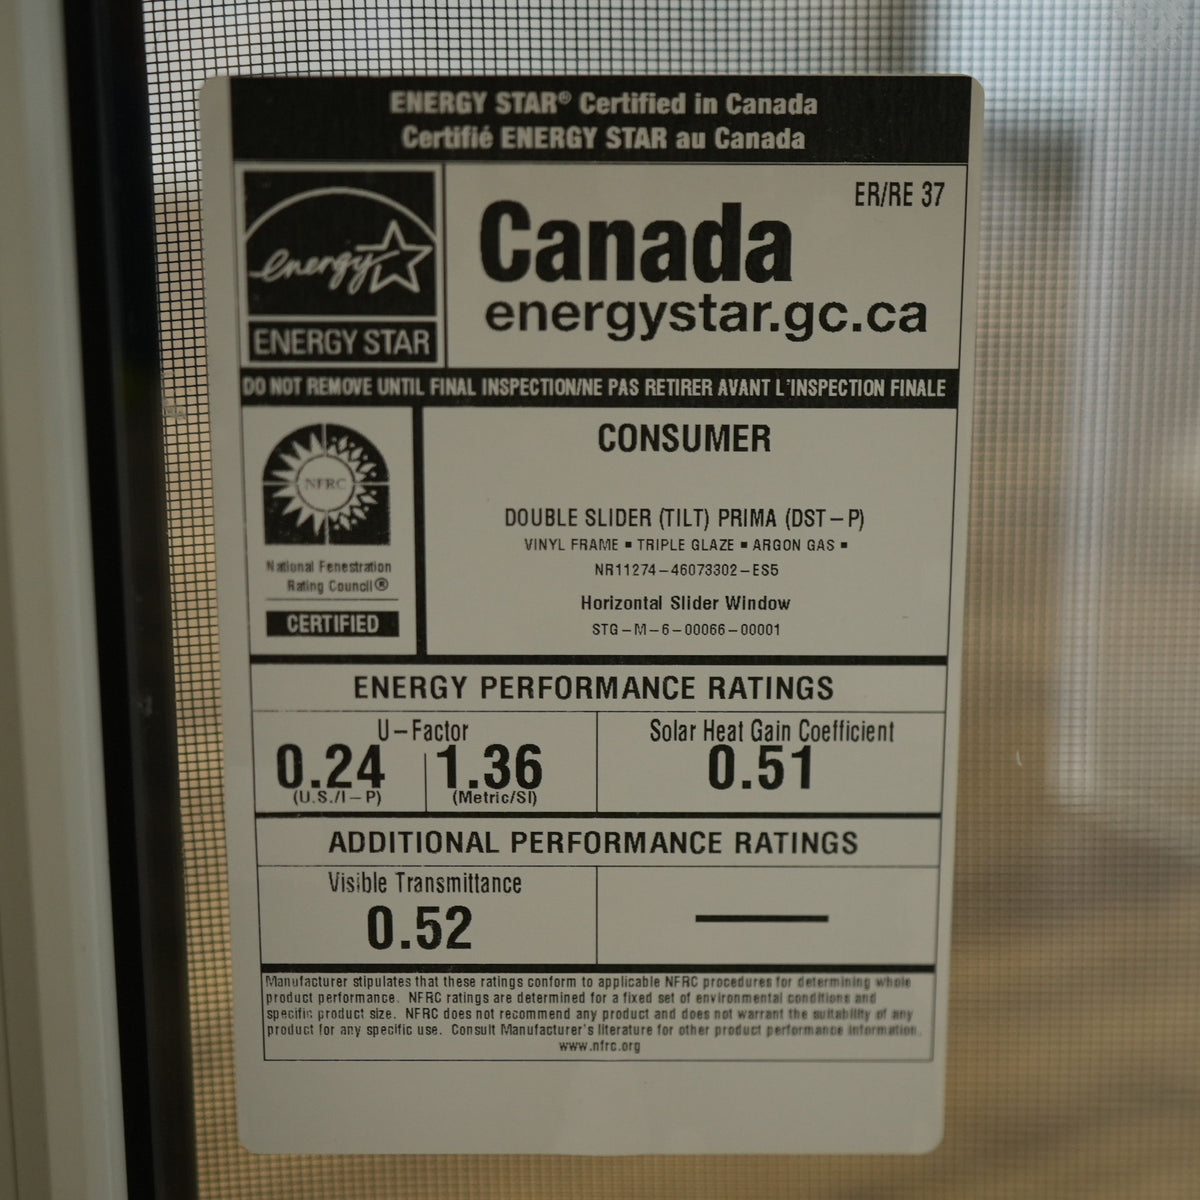 ENERGY STAR® Certified in Canada
Certifié ENERGY STAR au Canada
ER/RE 37
energy
ENERGY STAR
Canada
energystar.gc.ca
DO NOT REMOVE UNTIL FINAL INSPECTION/NE PAS RETIRER AVANT L'INSPECTION FINALE
NFRC
National Fenestration
Rating Council®
CERTIFIED
CONSUMER
DOUBLE SLIDER (TILT) PRIMA (DST–P)
VINYL FRAME ▪ TRIPLE GLAZE ▪ ARGON GAS ▪
NR11274–46073302–ES5
Horizontal Slider Window
STG–M–6–00066–00001
ENERGY PERFORMANCE RATINGS
U–Factor
0.24 1.36
(U.S./I–P) (Metric/SI)
Solar Heat Gain Coefficient
0.51
ADDITIONAL PERFORMANCE RATINGS
Visible Transmittance
0.52
Manufacturer stipulates that these ratings conform to applicable NFRC procedures for determining whole
product performance. NFRC ratings are determined for a fixed set of environmental conditions and
specific product size. NFRC does not recommend any product and does not warrant the suitability of any
product for any specific use. Consult Manufacturer's literature for other product performance information.
www.nfrc.org